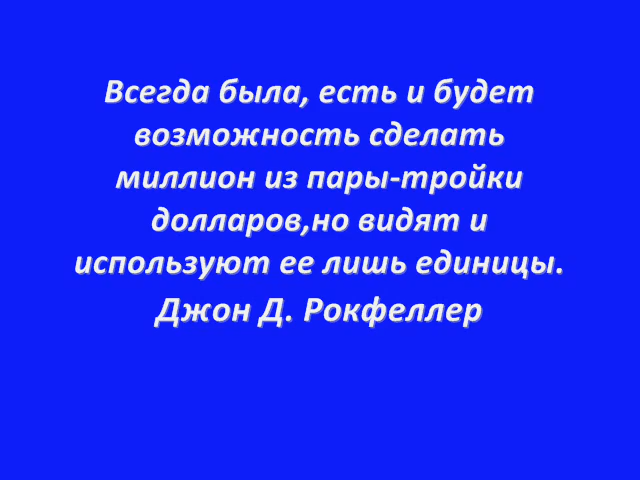 Всегда была, есть и будет
возможность сделать
миллион из пары-тройки
долларов,но видят и
используют ее лишь единицы.
Джон Д. Рокфеллер